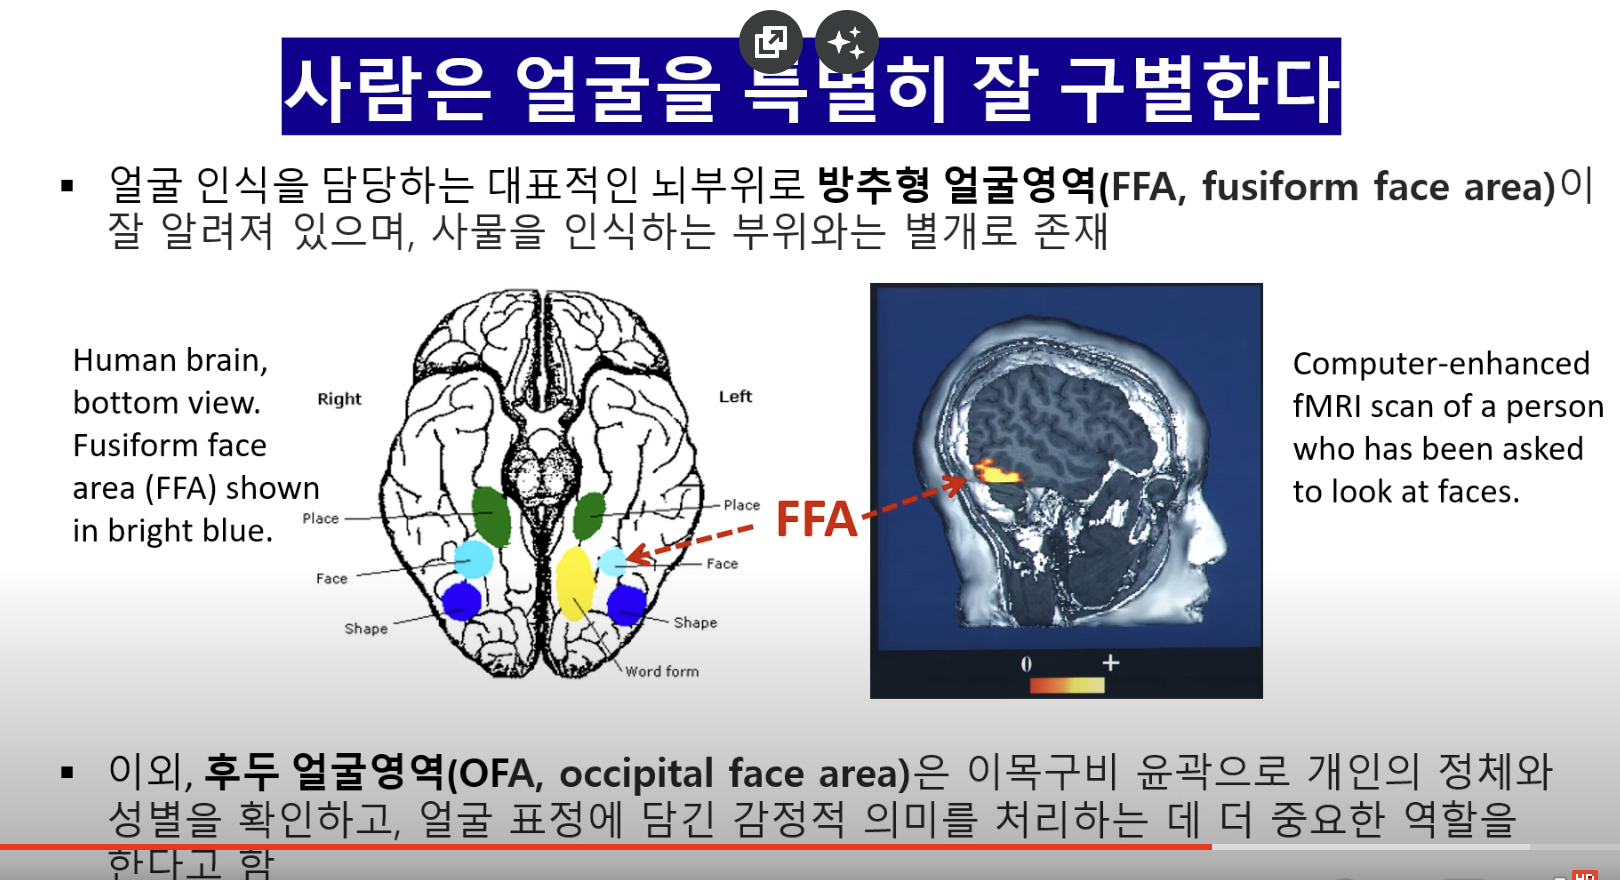 사람은 얼굴을 특별히 잘 구별한다
▪ 얼굴 인식을 담당하는 대표적인 뇌부위로 방추형 얼굴영역(FFA, fusiform face area)이
잘 알려져 있으며, 사물을 인식하는 부위와는 별개로 존재
Human brain,
bottom view.
Fusiform face
area (FFA) shown
in bright blue.
Right
Left
Place
Place
Face
Face
Shape
Shape
Word form
FFA
0 +
Computer-enhanced
fMRI scan of a person
who has been asked
to look at faces.
▪ 이외, 후두 얼굴영역(OFA, occipital face area)은 이목구비 윤곽으로 개인의 정체와
성별을 확인하고, 얼굴 표정에 담긴 감정적 의미를 처리하는 데 더 중요한 역할을
한다고 함
HD